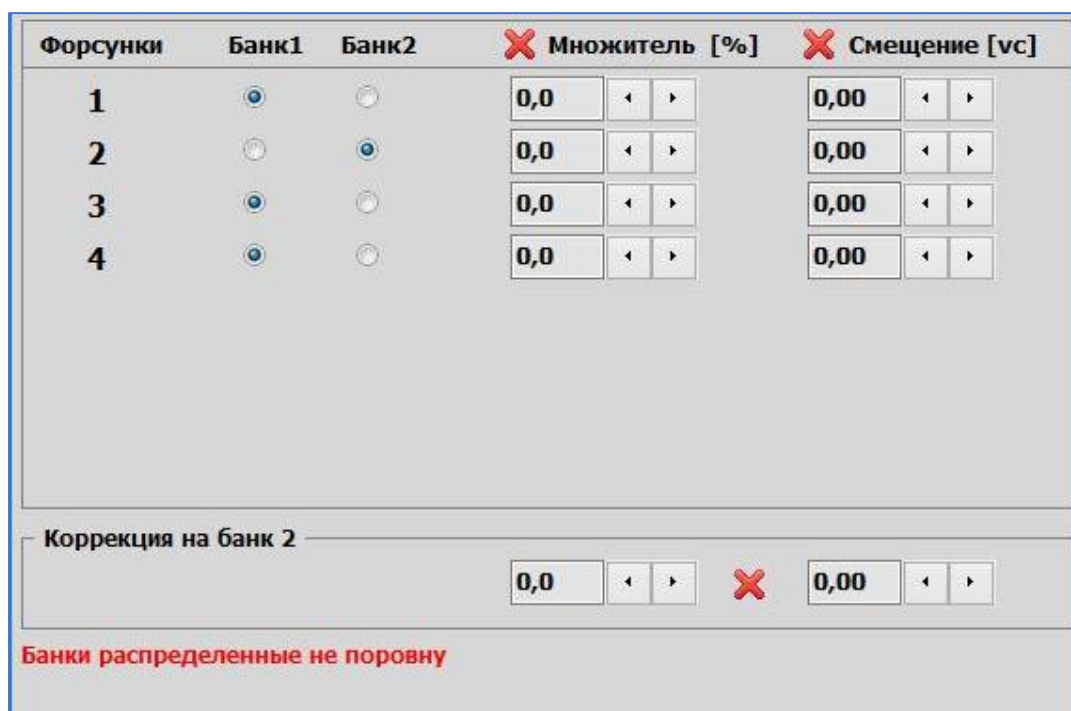 Форсунки Банк1 Банк2 Множитель [%] Смещение [vc]
1 0,0 0,00
2 0,0 0,00
3 0,0 0,00
4 0,0 0,00
Коррекция на банк 2
0,0 0,00
Банки распределенные не поровну